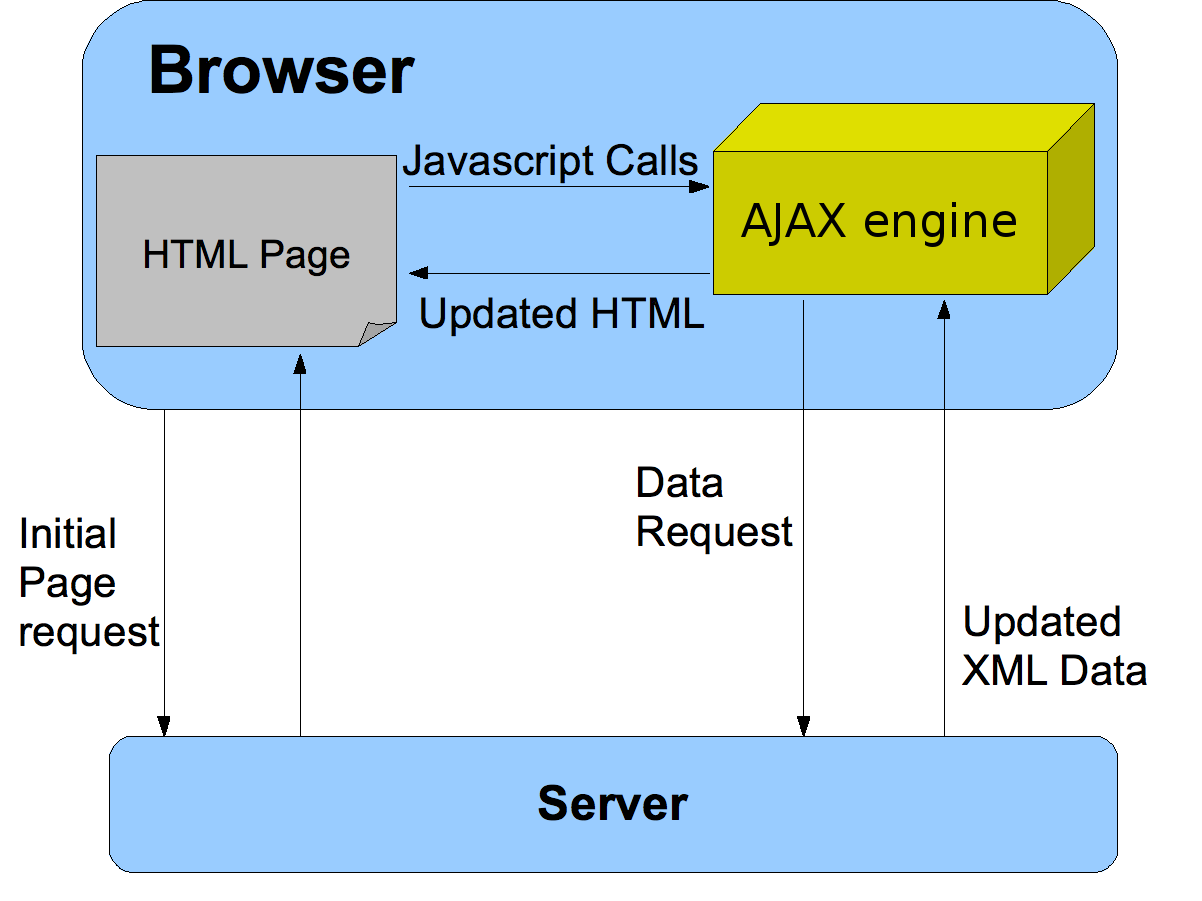 Browser
Javascript Calls
HTML Page
AJAX engine
Updated HTML
Initial
Page
request
Data
Request
Updated
XML Data
Server